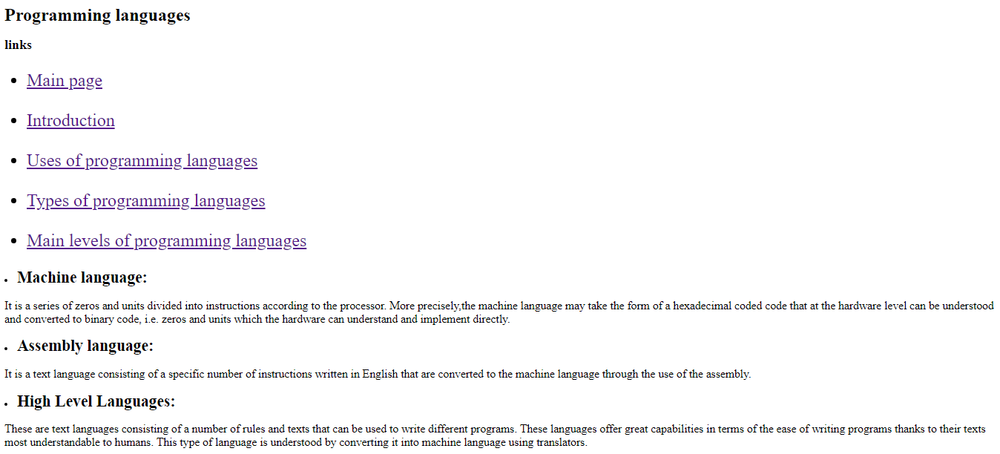 Programming languages
links
Main page
Introduction
Uses of programming languages
Types of programming languages
Main levels of programming languages
Machine language:
It is a series of zeros and units divided into instructions according to the processor. More precisely,the machine language may take the form of a hexadecimal coded code that at the hardware level can be understood
and converted to binary code, i.e. zeros and units which the hardware can understand and implement directly.
Assembly language:
It is a text language consisting of a specific number of instructions written in English that are converted to the machine language through the use of the assembly.
High Level Languages:
These are text languages consisting of a number of rules and texts that can be used to write different programs. These languages offer great capabilities in terms of the ease of writing programs thanks to their texts
most understandable to humans. This type of language is understood by converting it into machine language using translators.